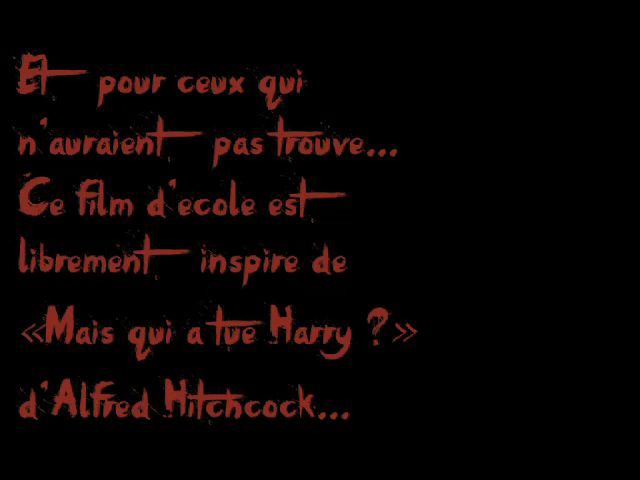 Et pour ceux qui
n'auraient pas trouve...
Ce film d'ecole est
librement inspire de
«Mais qui a tue Harry ?»
d'Alfred Hitchcock...